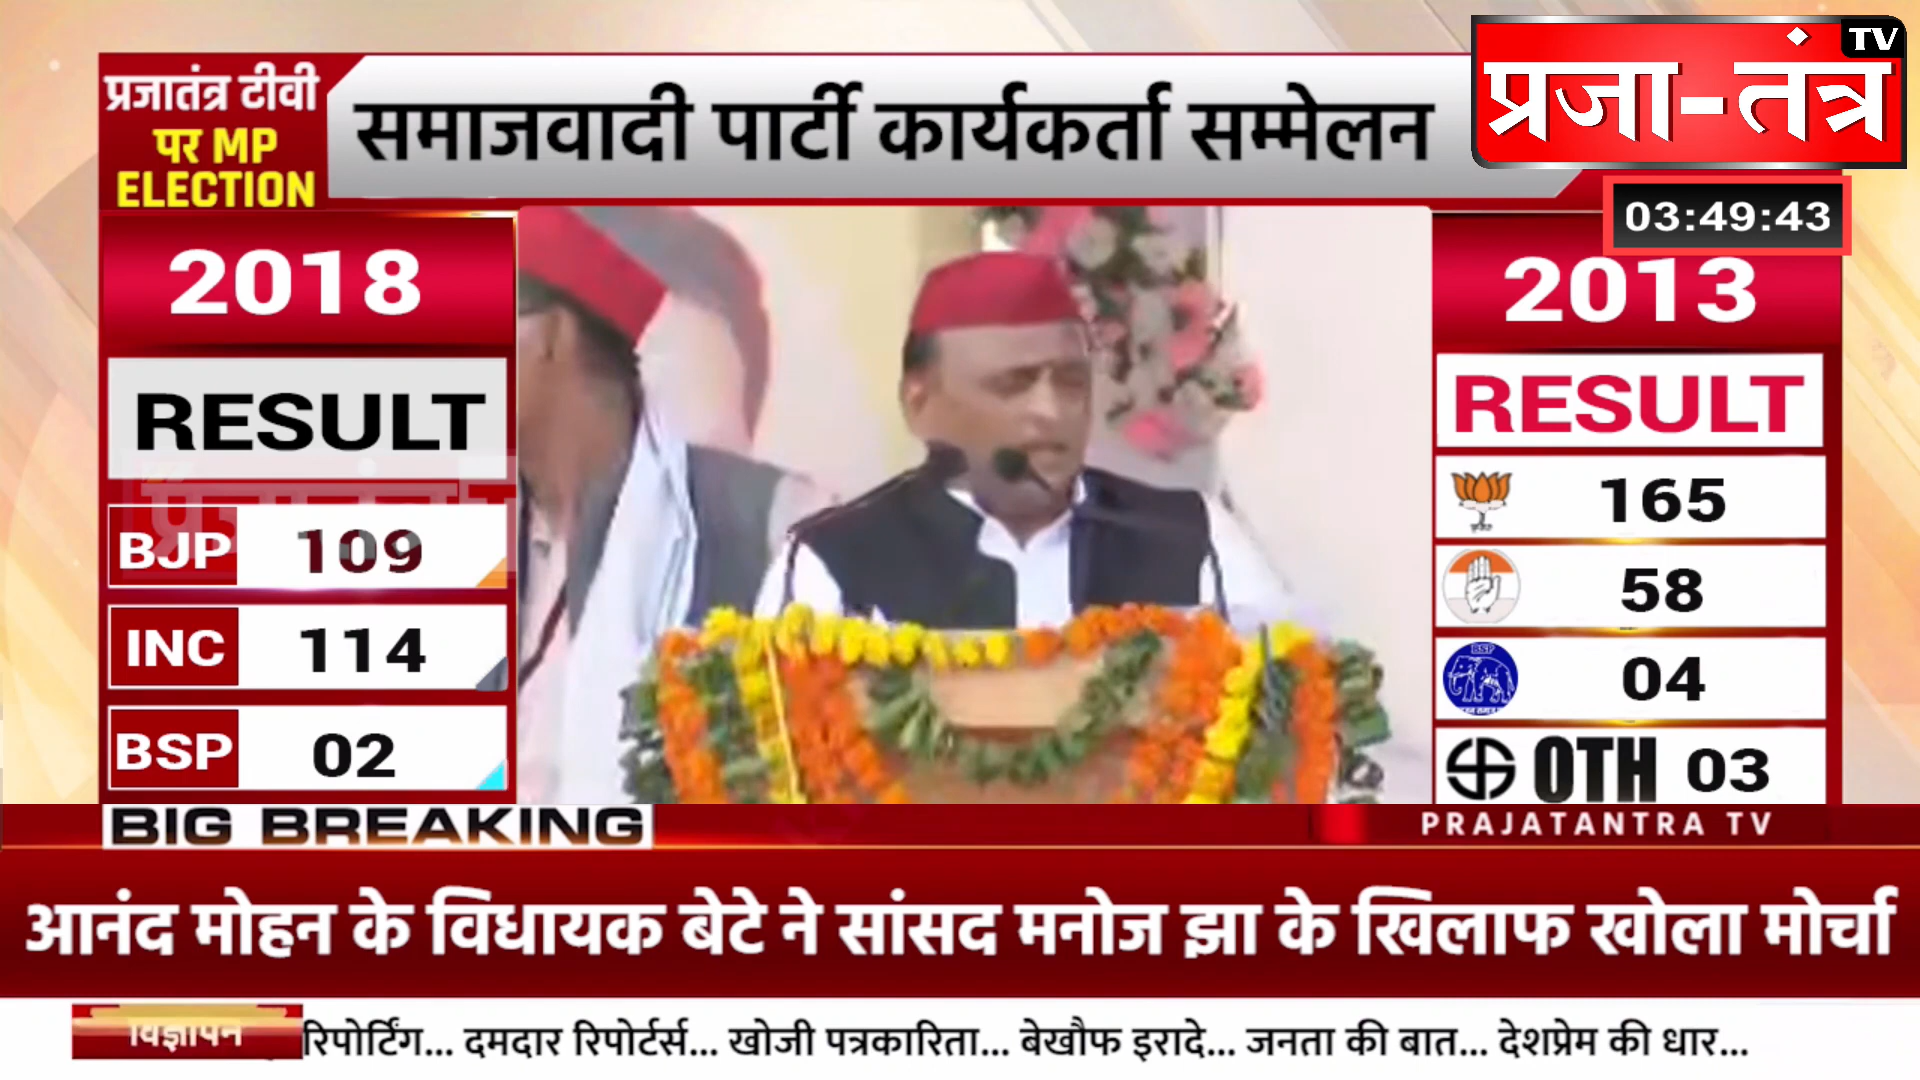 प्रजातंत्र टीवी
पर MP
ELECTION
समाजवादी पार्टी कार्यकर्ता सम्मेलन
प्रजा-तंत्र
TV
03:49:43
2018
RESULT
BJP 109
INC 114
BSP 02
2013
RESULT
165
58
BSP
04
OTH 03
BIG BREAKING
PRAJATANTRA TV
आनंद मोहन के विधायक बेटे ने सांसद मनोज झा के खिलाफ खोला मोर्चा
विज्ञापन
रिपोर्टिंग... दमदार रिपोर्टर्स... खोजी पत्रकारिता... बेखौफ इरादे... जनता की बात... देशप्रेम की धार...